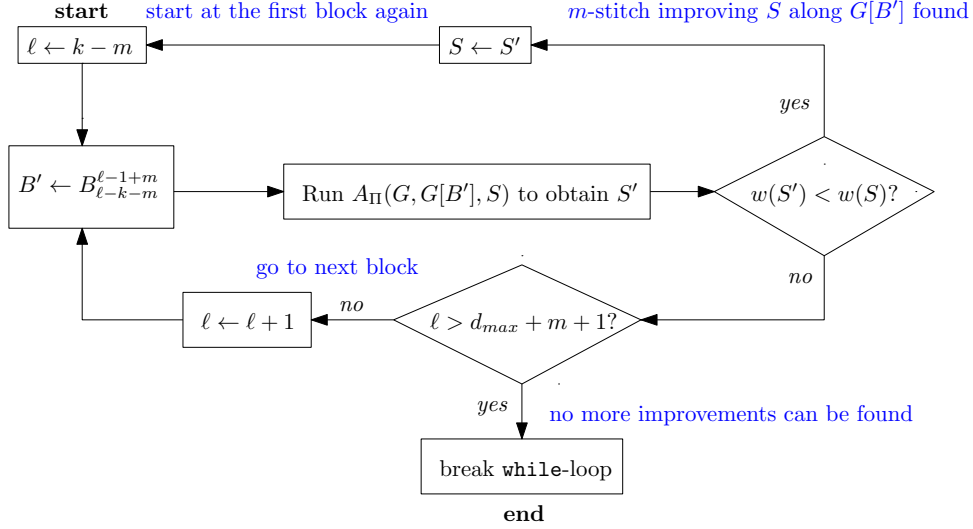 start
start at the first block again
m-stitch improving S along G[B′] found
ℓ ← k − m
S ← S′
yes
B′ ← B_{ℓ−k−m}^{ℓ−1+m}
Run A_Π(G, G[B′], S) to obtain S′
w(S′) < w(S)?
no
go to next block
ℓ ← ℓ + 1
no
ℓ > d_{max} + m + 1?
yes
no more improvements can be found
break while-loop
end